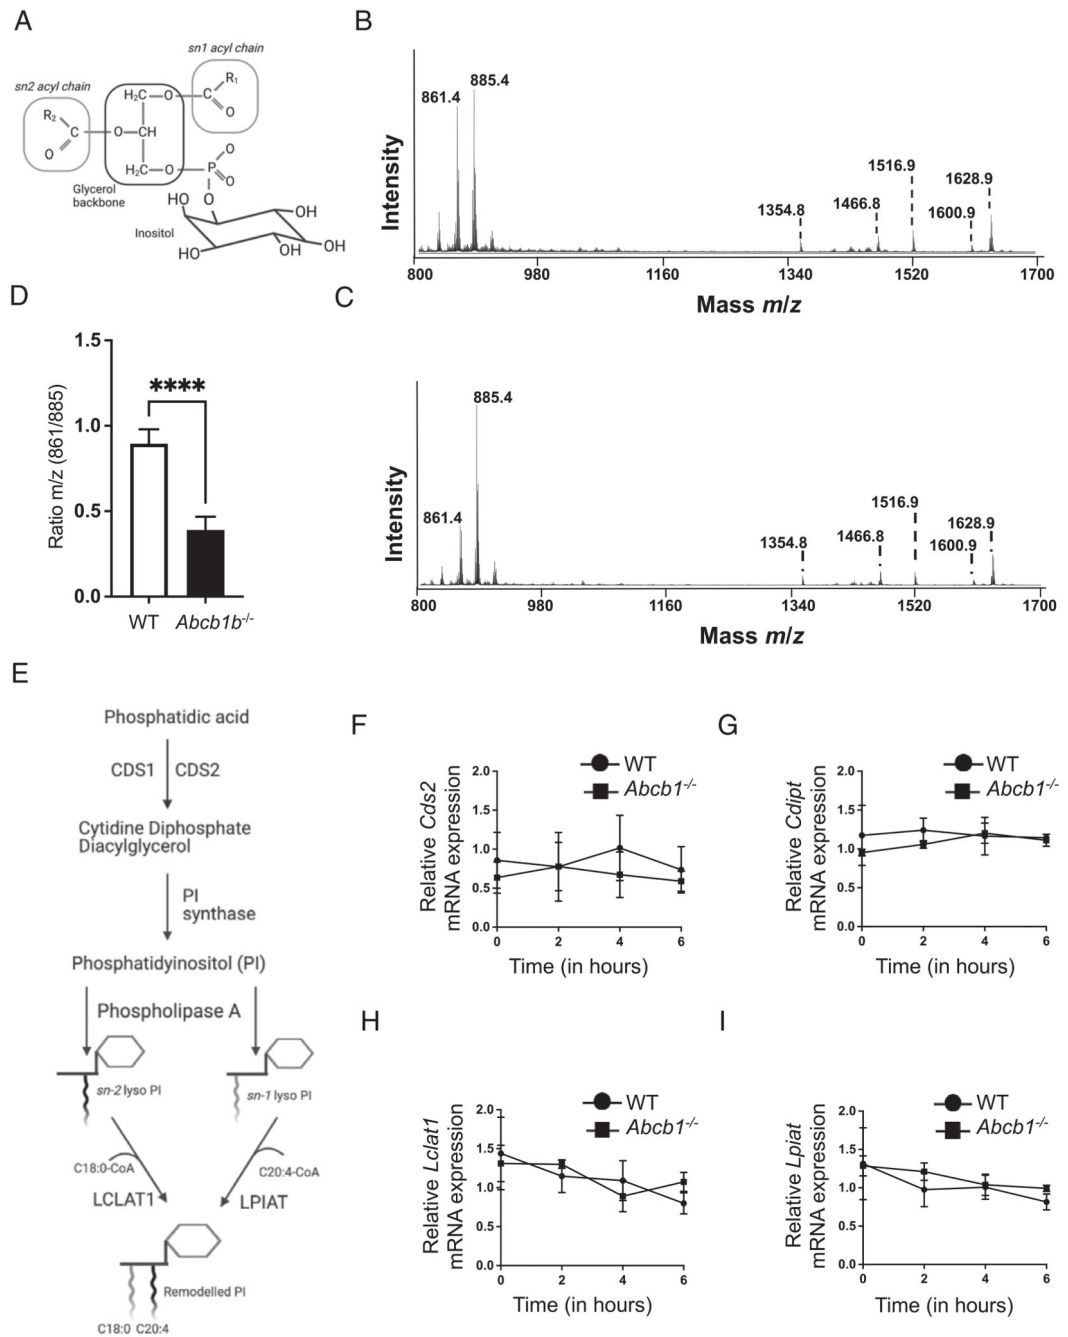 A
sn1 acyl chain
sn2 acyl chain
R₁
H₂C
O
C
O
R₂
C
O
O
CH
H₂C
O
P
O
O
Glycerol
backbone
O
HO
OH
Inositol
HO
OH
OH
B
Intensity
861.4
885.4
1354.8
1466.8
1516.9
1600.9
1628.9
800 980 1160 1340 1520 1700
Mass m/z
D
Ratio m/z (861/885)
1.5
1.0
0.5
0.0
****
WT Abcb1b-/-
C
Intensity
861.4
885.4
1354.8
1466.8
1516.9
1600.9
1628.9
800 980 1160 1340 1520 1700
Mass m/z
E
Phosphatidic acid
CDS1 CDS2
Cytidine Diphosphate
Diacylglycerol
PI
synthase
Phosphatidyinositol (PI)
Phospholipase A
sn-2 lyso PI
sn-1 lyso PI
C18:0-CoA
C20:4-CoA
LCLAT1
LPIAT
Remodelled PI
C18:0 C20:4
F
WT
Abcb1-/-
Relative Cds2
mRNA expression
2.0
1.5
1.0
0.5
0.0
0 2 4 6
Time (in hours)
G
WT
Abcb1-/-
Relative Cdipt
mRNA expression
2.0
1.5
1.0
0.5
0.0
0 2 4 6
Time (in hours)
H
WT
Abcb1-/-
Relative Lclat1
mRNA expression
2.0
1.5
1.0
0.5
0.0
0 2 4 6
Time (in hours)
I
WT
Abcb1-/-
Relative Lpiat
mRNA expression
2.0
1.5
1.0
0.5
0.0
0 2 4 6
Time (in hours)